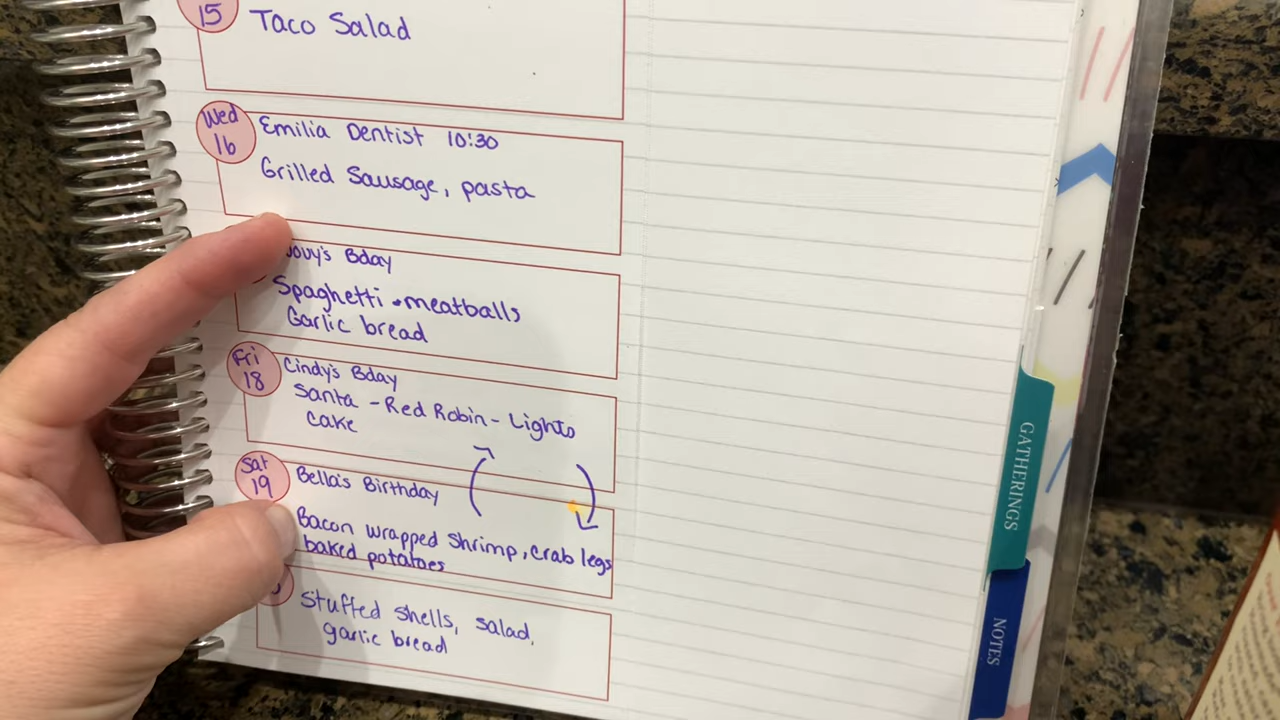 15
Taco Salad
Wed
16
Emilia Dentist 10:30
Grilled Sausage, pasta
Bday
Spaghetti meatballs
Garlic bread
Fri
18
Cindy's Bday
Santa - Red Robin - Lights
cake
Sat
19
Bella's Birthday
Bacon wrapped Shrimp, crab legs
baked potatoes
Stuffed shells, salad,
garlic bread
GATHERINGS
NOTES